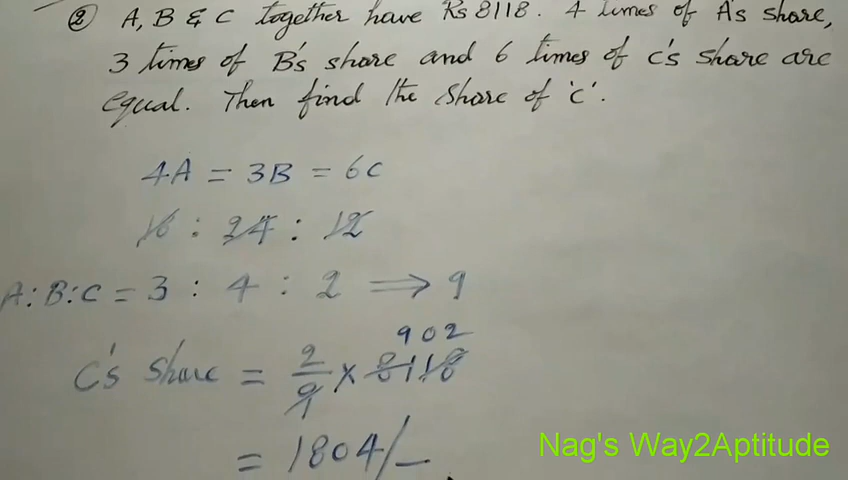 ② A, B & C together have Rs 8118. 4 times of A's share,
3 times of B's share and 6 times of C's share are
equal. Then find the share of 'C'.
4A = 3B = 6C
18 : 24 : 12
A:B:C = 3 : 4 : 2 ⟹ 9
902
C's share = 2/9 × 8118
= 1804/–
Nag's Way2Aptitude